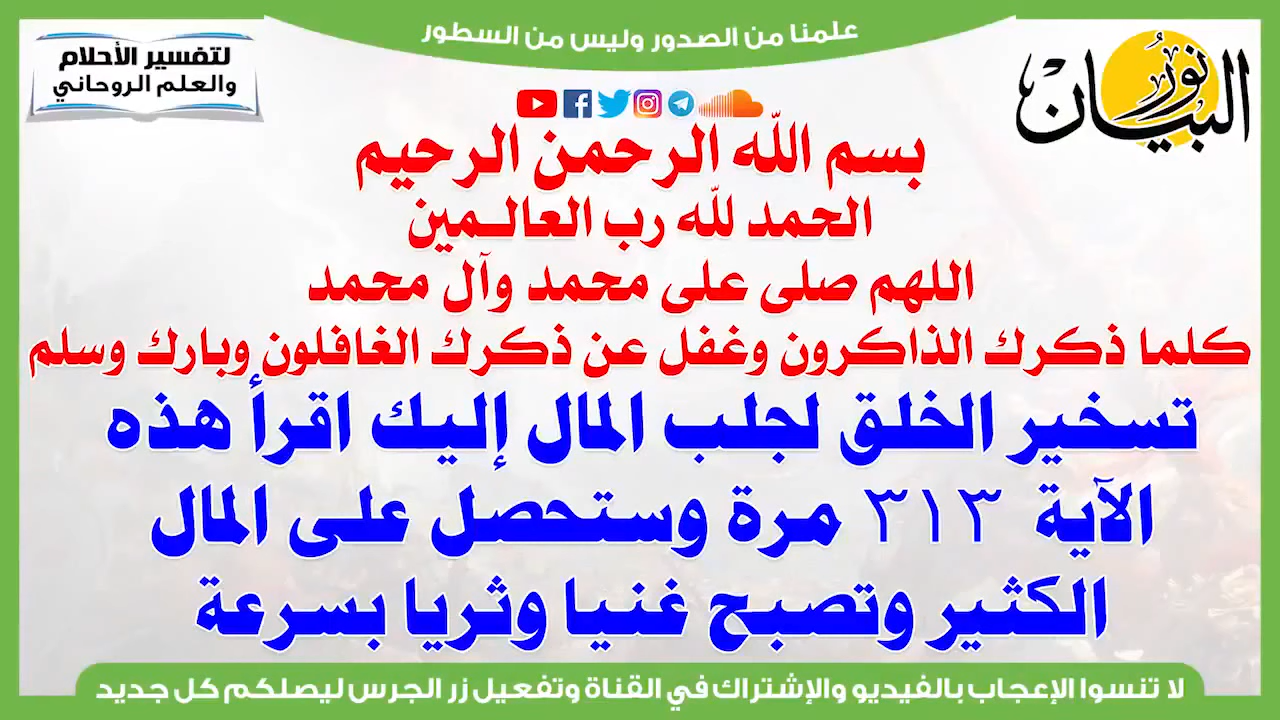 علمنا من الصدور وليس من السطور
نور البيان
لتفسير الأحلام
والعلم الروحاني
بسم الله الرحمن الرحيم
الحمد لله رب العالـمين
اللهم صلى على محمد وآل محمد
كلما ذكرك الذاكرون وغفل عن ذكرك الغافلون وبارك وسلم
تسخير الخلق لجلب المال إليك اقرأ هذه
الآية ٣١٣ مرة وستحصل على المال
الكثير وتصبح غنيا وثريا بسرعة
لا تنسوا الإعجاب بالفيديو والإشتراك في القناة وتفعيل زر الجرس ليصلكم كل جديد